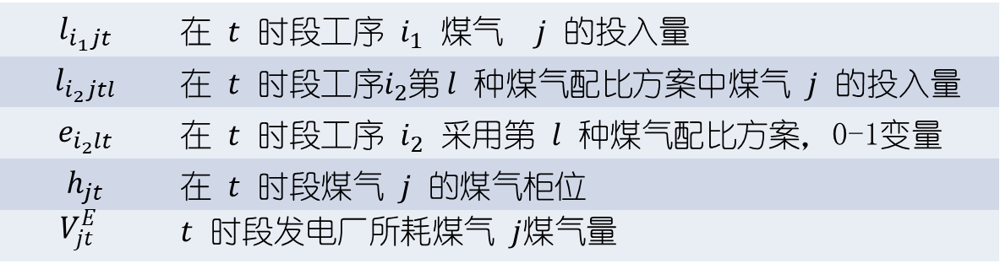 l_{i_1jt} 在 t 时段工序 i_1 煤气 j 的投入量
l_{i_2jtl} 在 t 时段工序i_2第 l 种煤气配比方案中煤气 j 的投入量
e_{i_2lt} 在 t 时段工序 i_2 采用第 l 种煤气配比方案，0-1变量
h_{jt} 在 t 时段煤气 j 的煤气柜位
V_{jt}^E t 时段发电厂所耗煤气 j煤气量